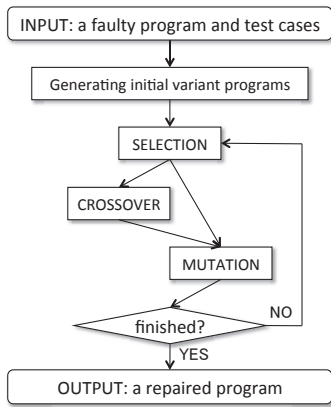 INPUT: a faulty program and test cases
Generating initial variant programs
SELECTION
CROSSOVER
MUTATION
finished?
NO
YES
OUTPUT: a repaired program